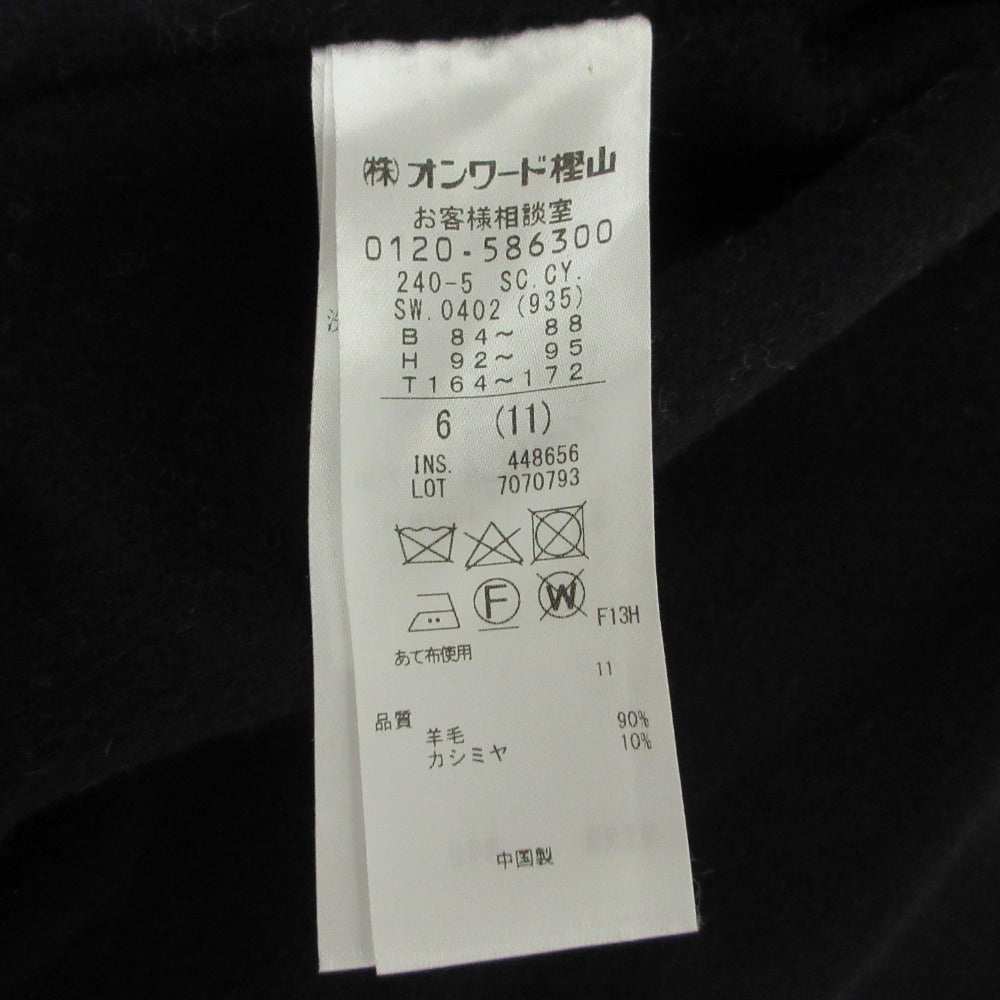 ㈱オンワード樫山
お客様相談室
0120-586300
240-5 SC.CY.
SW.0402(935)
B 84～ 88
H 92～ 95
T164～172
6 (11)
INS. 448656
LOT 7070793
F
W
F13H
あて布使用
11
品質
羊毛 90%
カシミヤ 10%
中国製